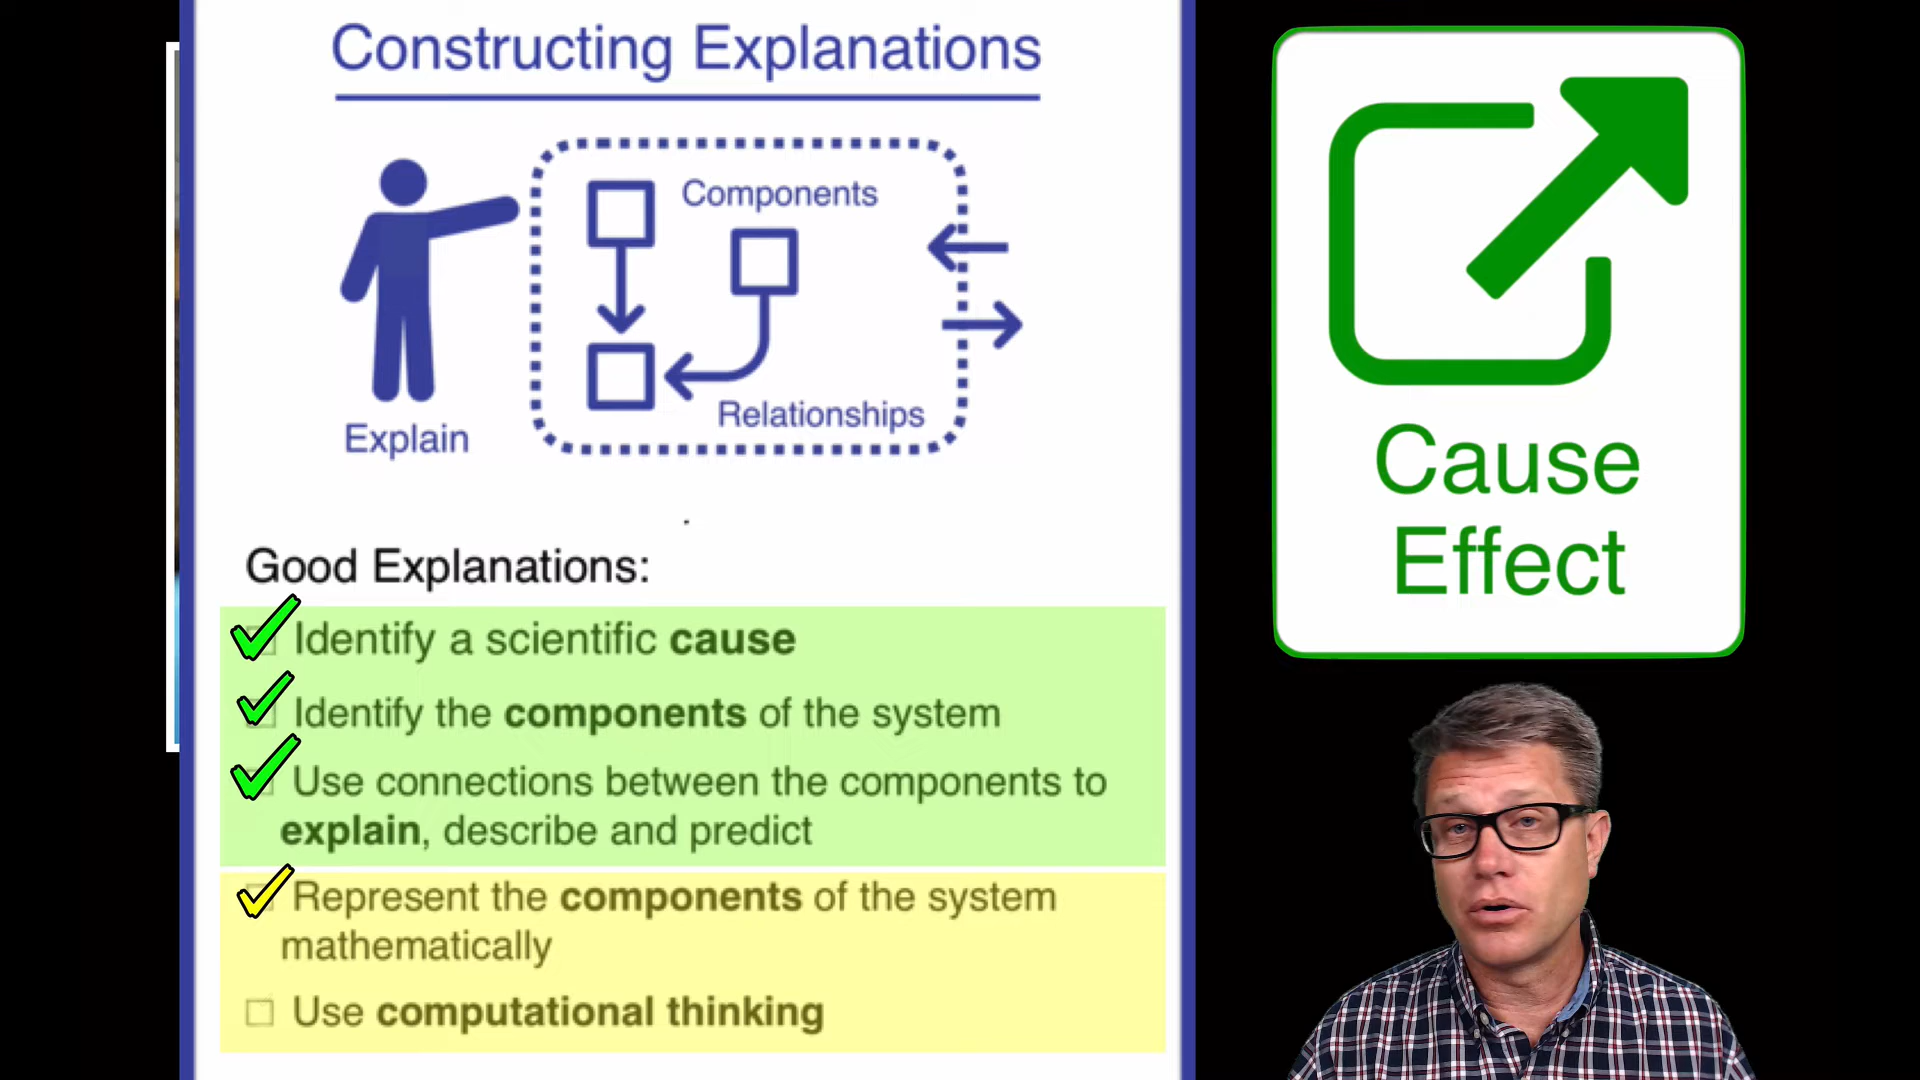 Constructing Explanations
Components
Relationships
Explain
Good Explanations:
Identify a scientific cause
Identify the components of the system
Use connections between the components to
explain, describe and predict
Represent the components of the system
mathematically
Use computational thinking
Cause
Effect